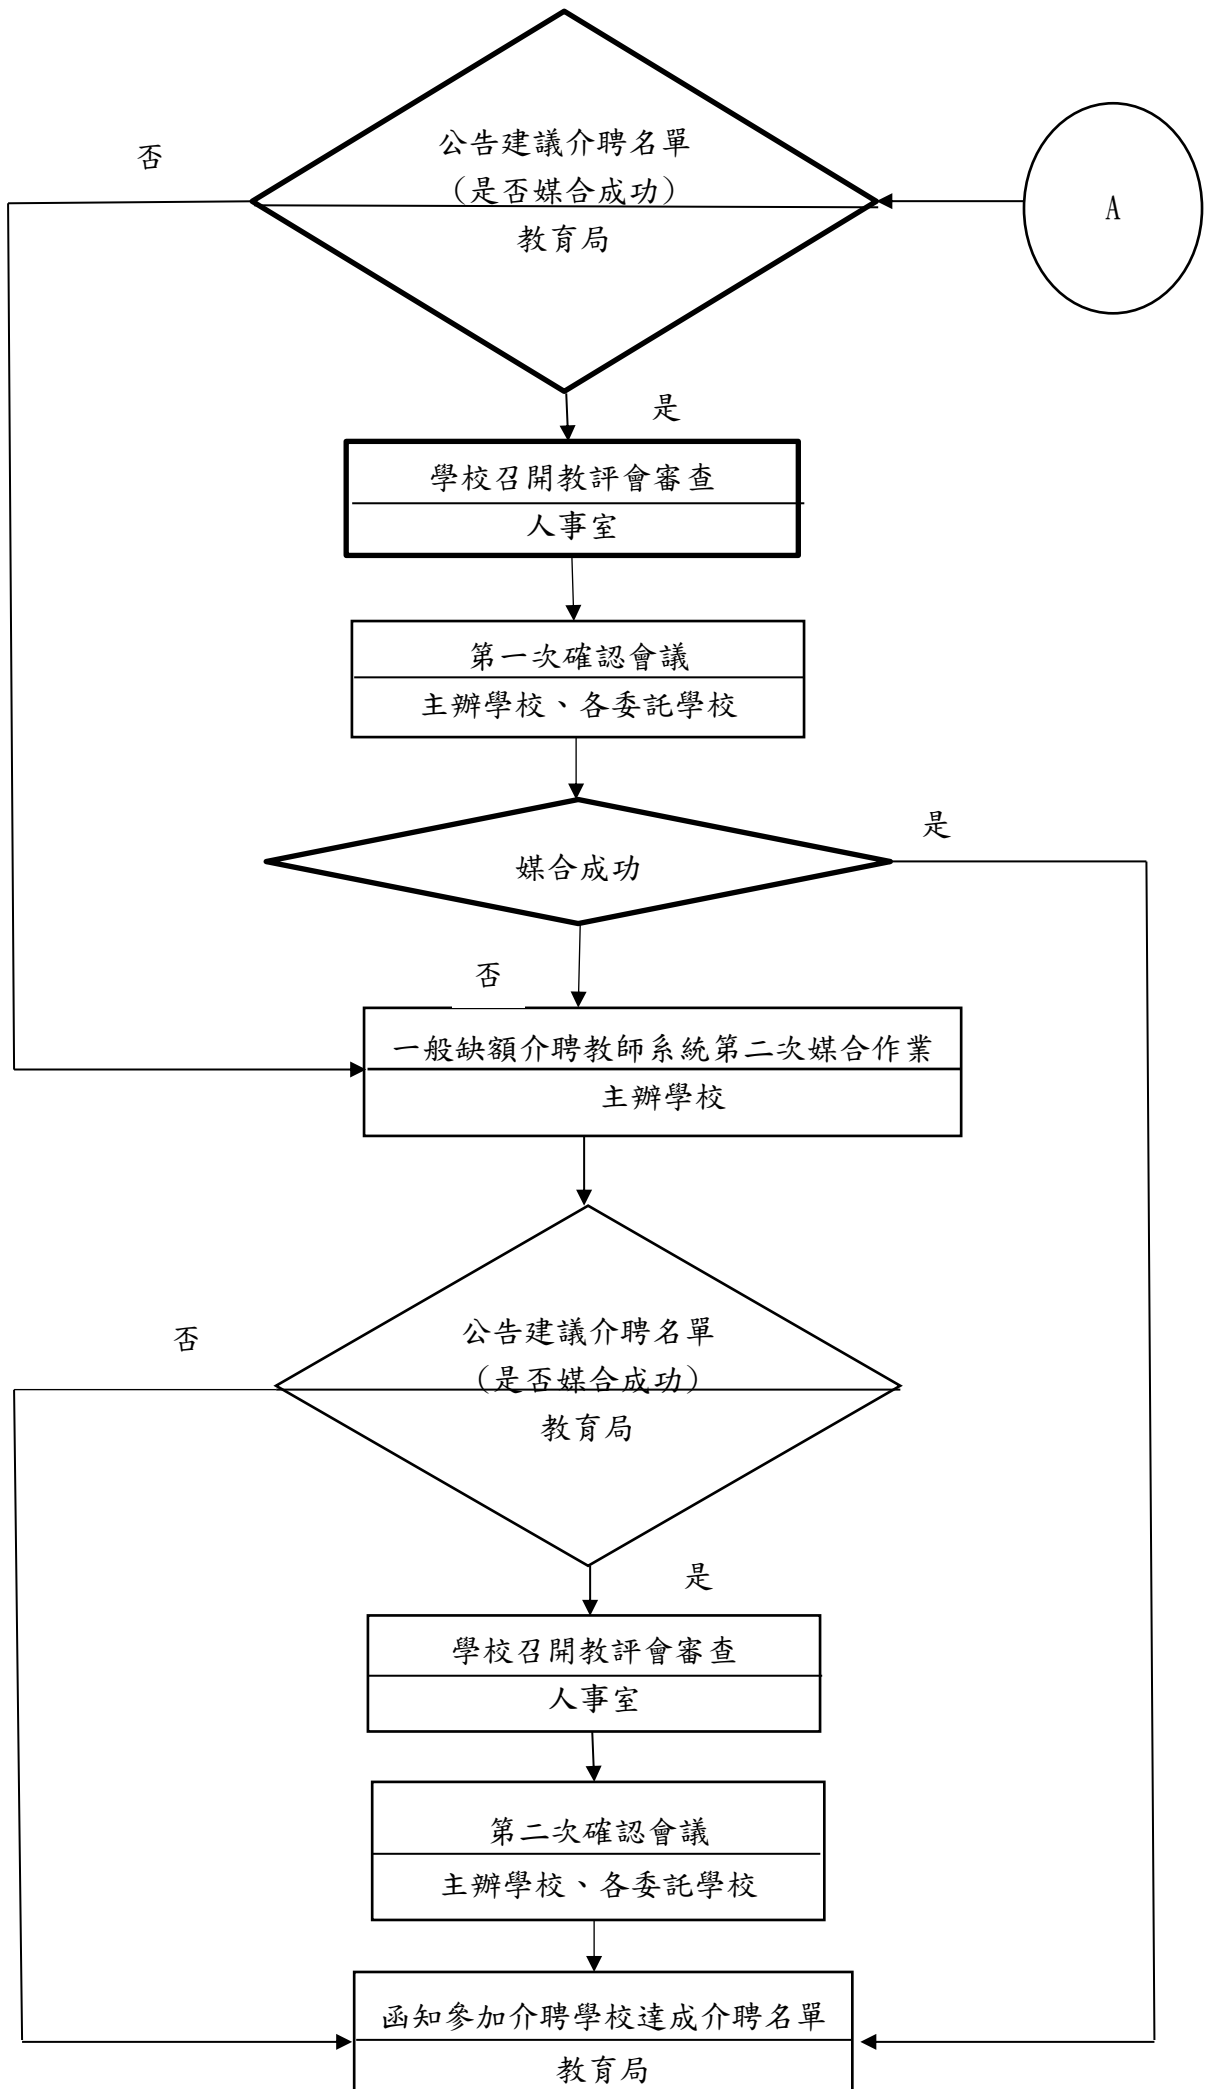 公告建議介聘名單
(是否媒合成功)
教育局
否
A
是
學校召開教評會審查
人事室
第一次確認會議
主辦學校、各委託學校
是
媒合成功
否
一般缺額介聘教師系統第二次媒合作業
主辦學校
公告建議介聘名單
(是否媒合成功)
教育局
否
是
學校召開教評會審查
人事室
第二次確認會議
主辦學校、各委託學校
函知參加介聘學校達成介聘名單
教育局